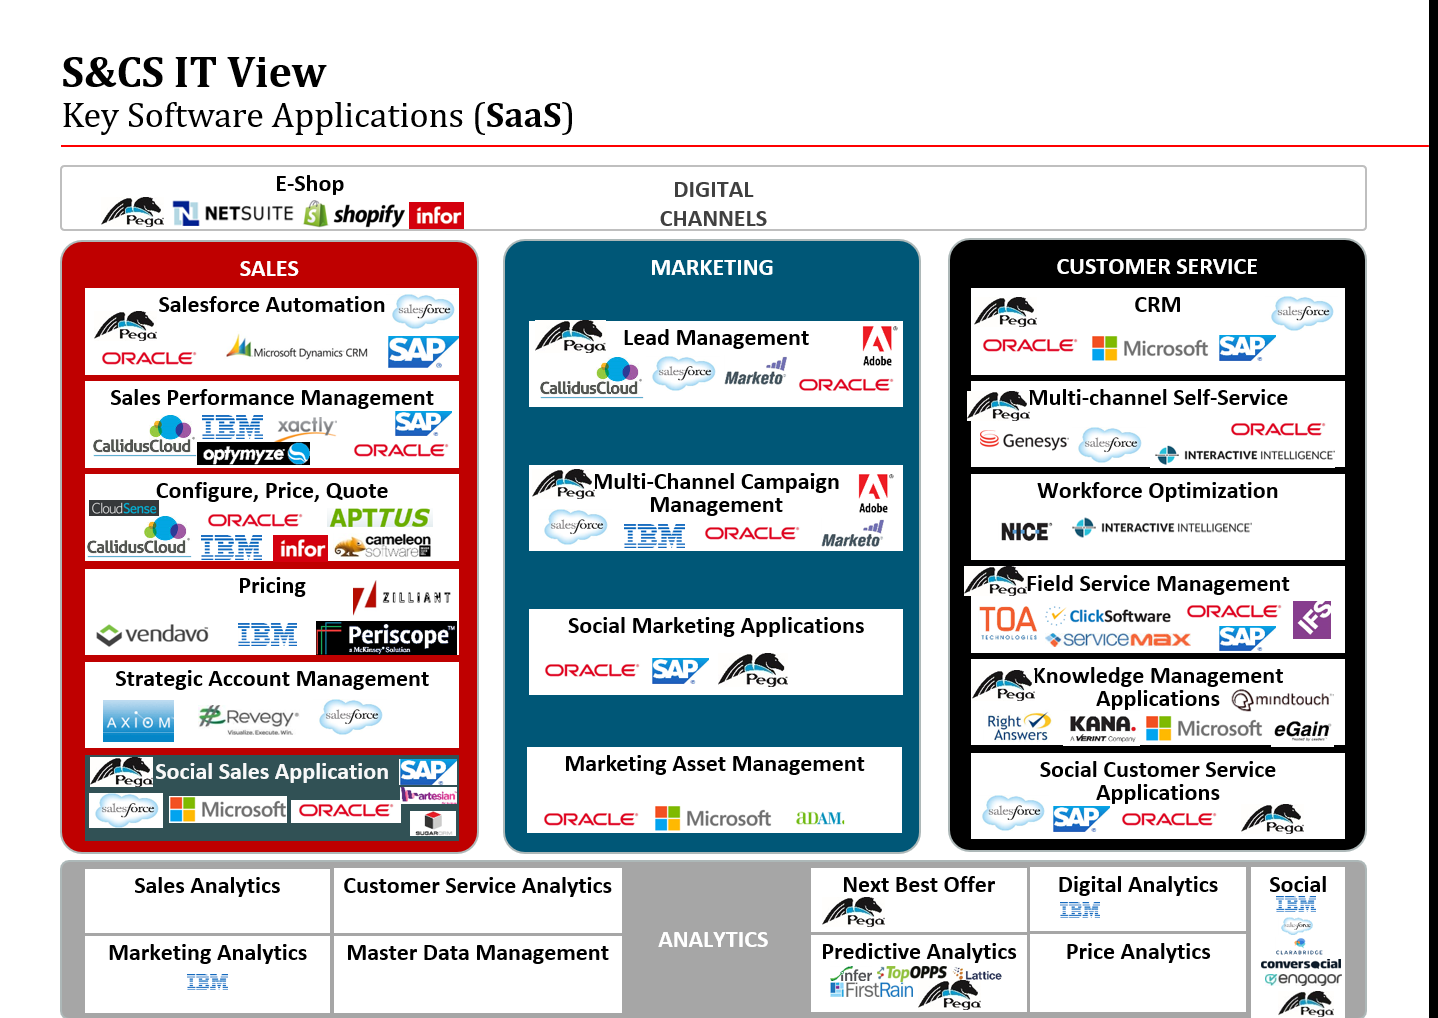 S&CS IT View
Key Software Applications (SaaS)
E-Shop
DIGITAL
CHANNELS
Pega NETSUITE shopify infor
SALES
Salesforce Automation
Pega salesforce
ORACLE Microsoft Dynamics CRM SAP
Sales Performance Management
CallidusCloud IBM xactly SAP
optymyze ORACLE
Configure, Price, Quote
CloudSense ORACLE APTTUS
CallidusCloud IBM infor cameleon software
Pricing
ZILLIANT
vendavo IBM Periscope™
a McKinsey Solution
Strategic Account Management
AXIOM Revegy salesforce
Visualize. Execute. Win.
Social Sales Application
Pega SAP
artesian
salesforce Microsoft ORACLE
SUGARCRM
MARKETING
Lead Management
Pega Adobe
CallidusCloud salesforce Marketo ORACLE
Multi-Channel Campaign
Management
Pega Adobe
salesforce IBM ORACLE Marketo
Social Marketing Applications
ORACLE SAP Pega
Marketing Asset Management
ORACLE Microsoft ADAM
CUSTOMER SERVICE
CRM
Pega salesforce
ORACLE Microsoft SAP
Multi-channel Self-Service
Pega ORACLE
Genesys salesforce INTERACTIVE INTELLIGENCE
Workforce Optimization
NICE INTERACTIVE INTELLIGENCE
Field Service Management
Pega
TOA TECHNOLOGIES ClickSoftware ORACLE IFS
servicemax SAP
Knowledge Management
Applications
Pega mindtouch
Right Answers KANA. Microsoft eGain
A VERINT Company
Social Customer Service
Applications
salesforce SAP ORACLE Pega
ANALYTICS
Sales Analytics
Customer Service Analytics
Marketing Analytics
IBM
Master Data Management
Next Best Offer
Pega
Digital Analytics
IBM
Predictive Analytics
infer TopOPPS Lattice
FirstRain Pega
Price Analytics
Social
IBM
salesforce
CLARABRIDGE
conversocial
engagor
Pega